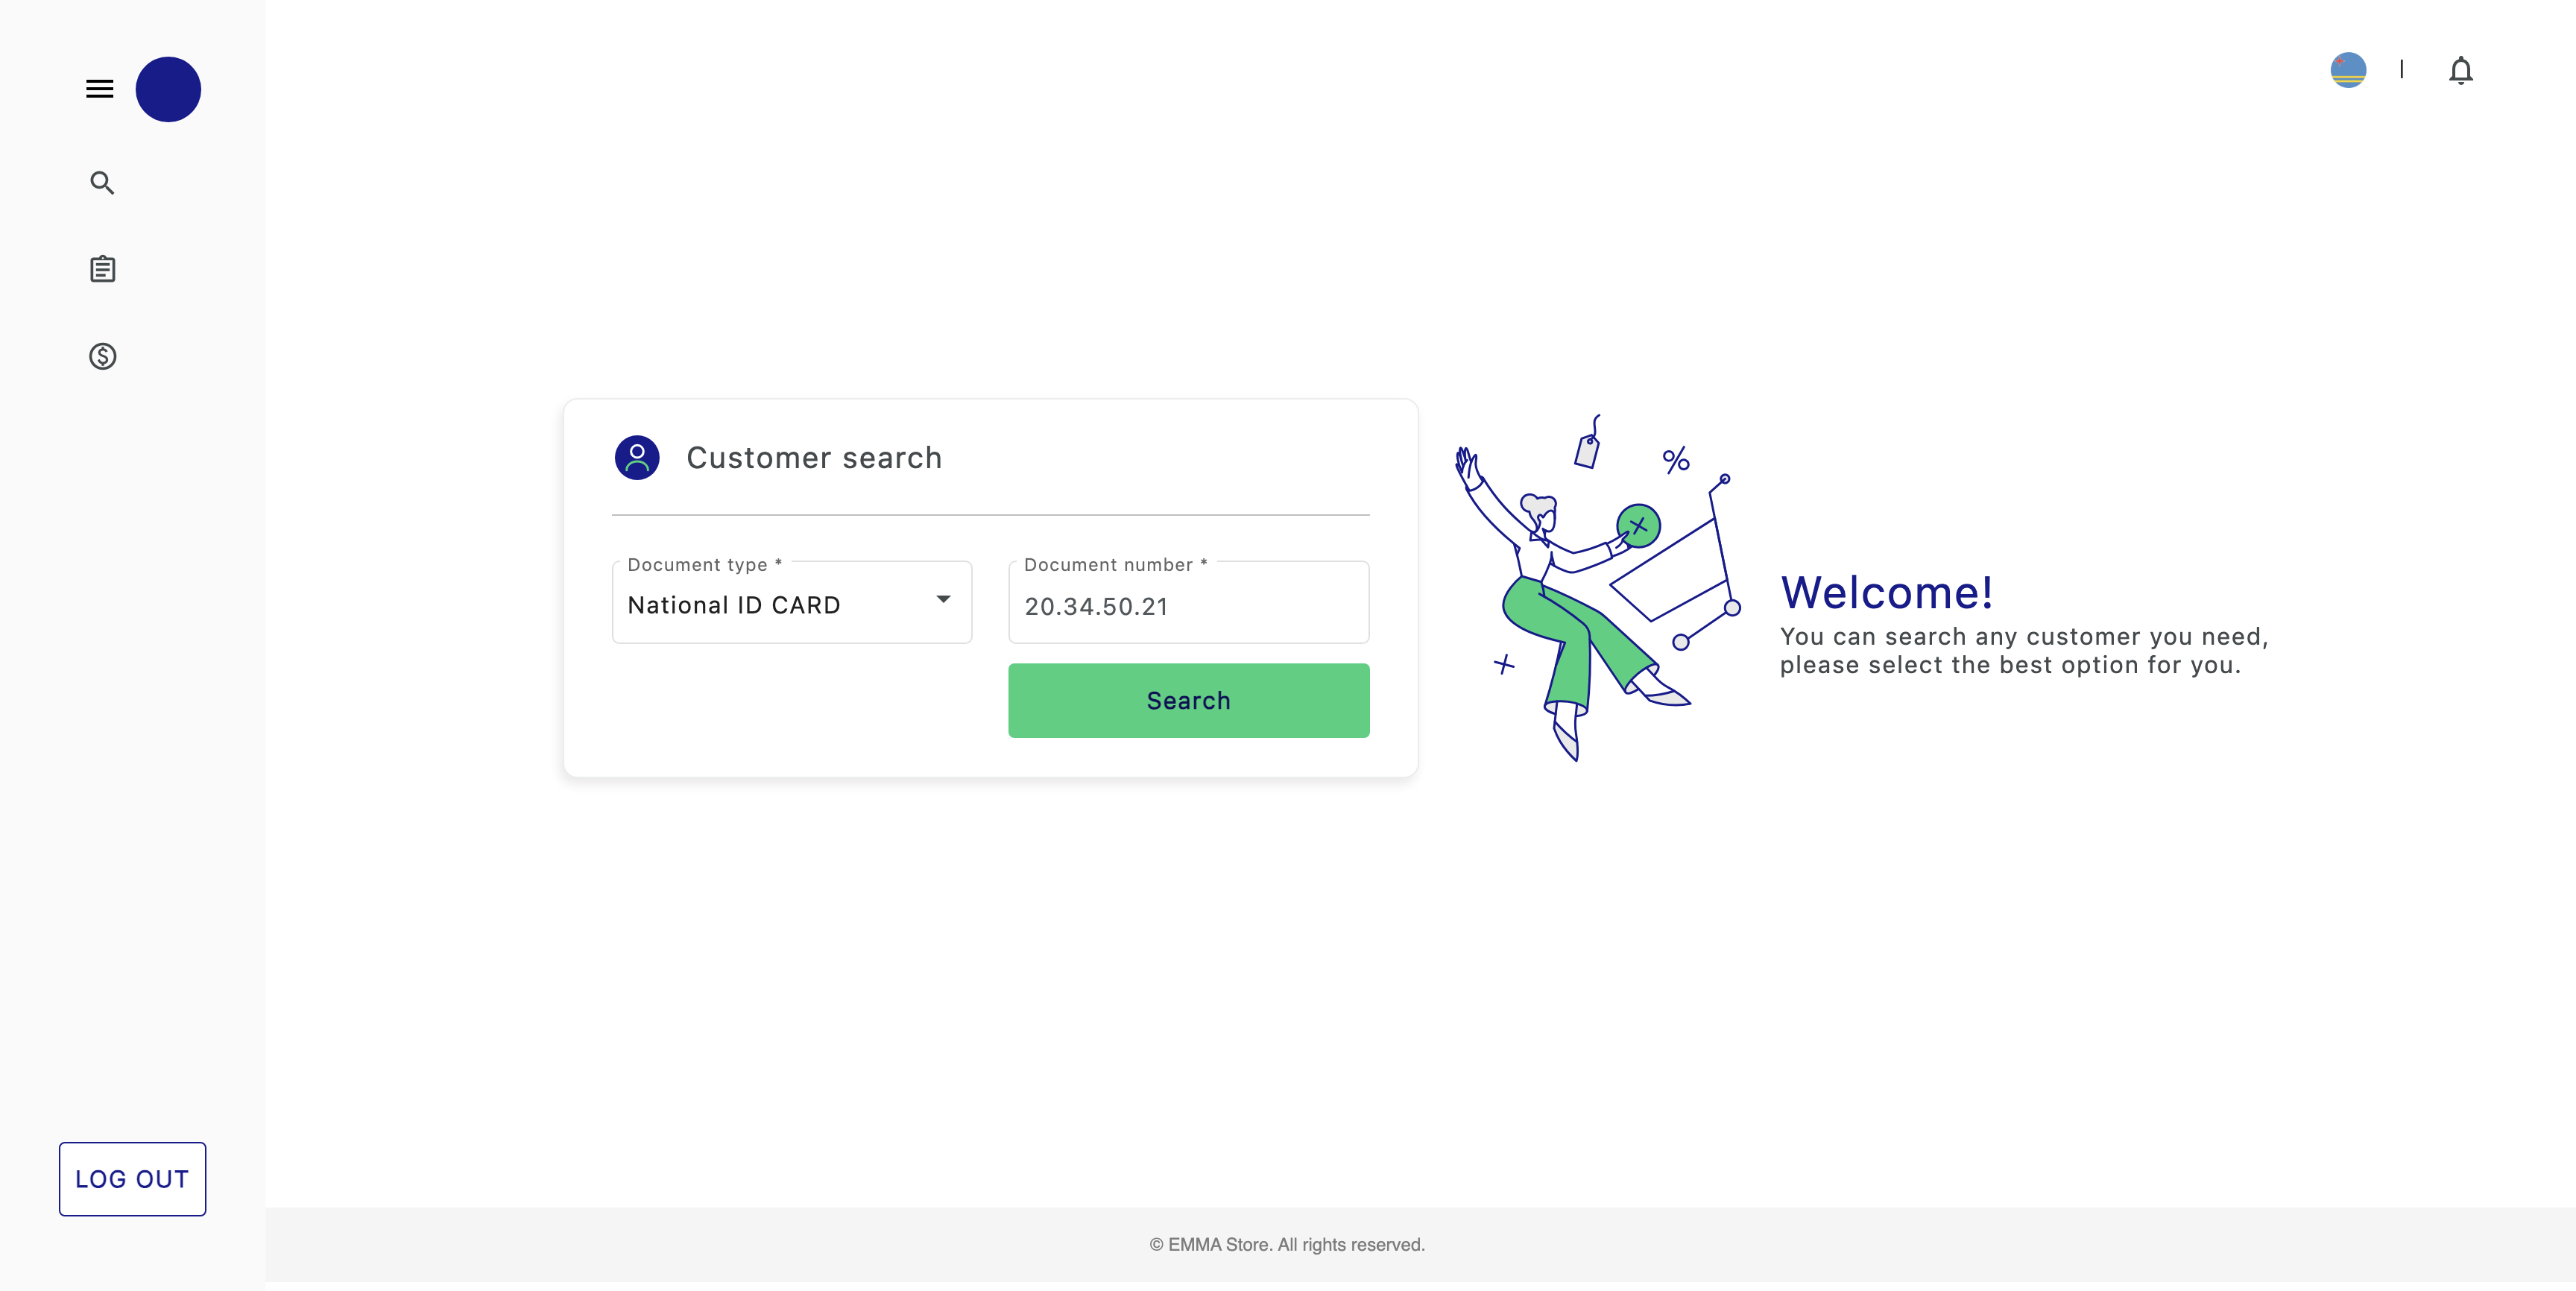 Customer search
Document type *
National ID CARD
Document number *
20.34.50.21
Search
Welcome!
You can search any customer you need,
please select the best option for you.
LOG OUT
© EMMA Store. All rights reserved.